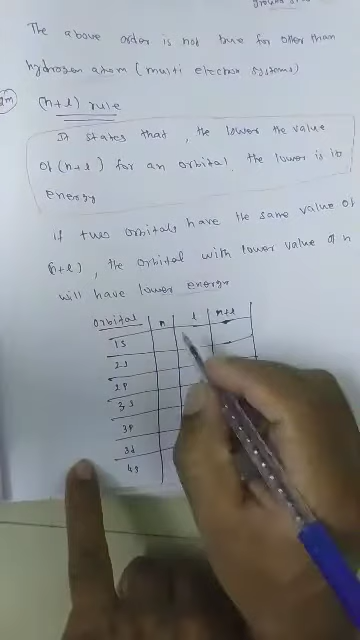 The above order is not true for other than
hydrogen atom (multi electron systems)
2m (n+l) rule
It states that, the lower the value
of (n+l) for an orbital, the lower is its
energy
If two orbitals have the same value of
(n+l), the orbital with lower value of n
will have lower energy
orbital n l n+l
1s
2s
2p
3s
3p
3d
4s